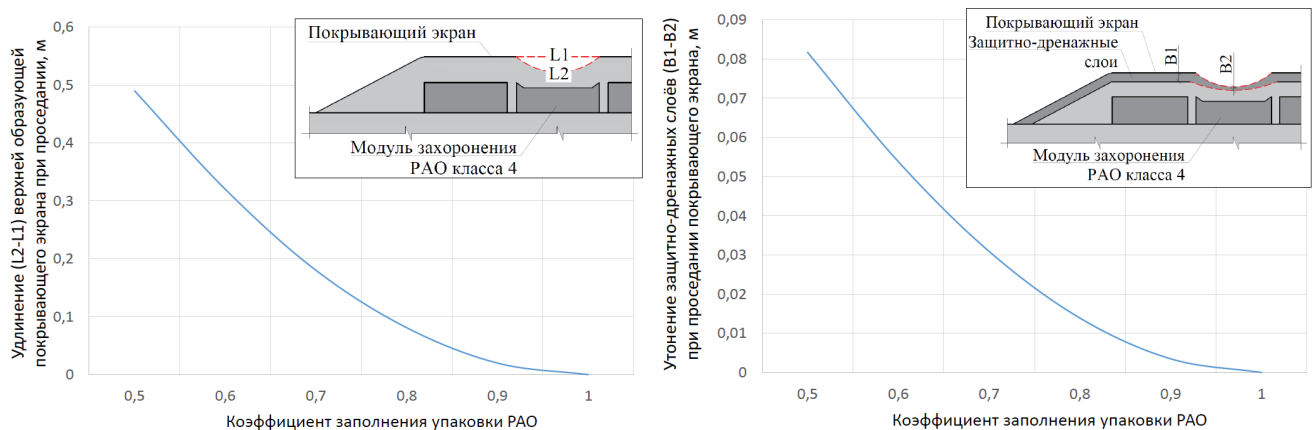 Удлинение (L2-L1) верхней образующей
покрывающего экрана при проседании, м
0,6
0,5
0,4
0,3
0,2
0,1
0
0,5
0,6
0,7
0,8
0,9
1
Коэффициент заполнения упаковки РАО
Покрывающий экран
L1
L2
Модуль захоронения
РАО класса 4
Утонение защитно-дренажных слоёв (B1-B2)
при проседании покрывающего экрана, м
0,09
0,08
0,07
0,06
0,05
0,04
0,03
0,02
0,01
0
0,5
0,6
0,7
0,8
0,9
1
Коэффициент заполнения упаковки РАО
Покрывающий экран
Защитно-дренажные
слои
B1
B2
Модуль захоронения
РАО класса 4